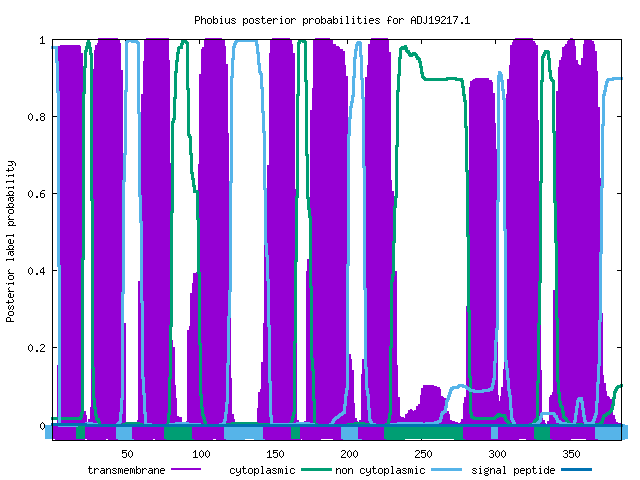 Phobius posterior probabilities for ADJ19217.1
Posterior label probability
1
0.8
0.6
0.4
0.2
0
50 100 150 200 250 300 350
transmembrane cytoplasmic non cytoplasmic signal peptide